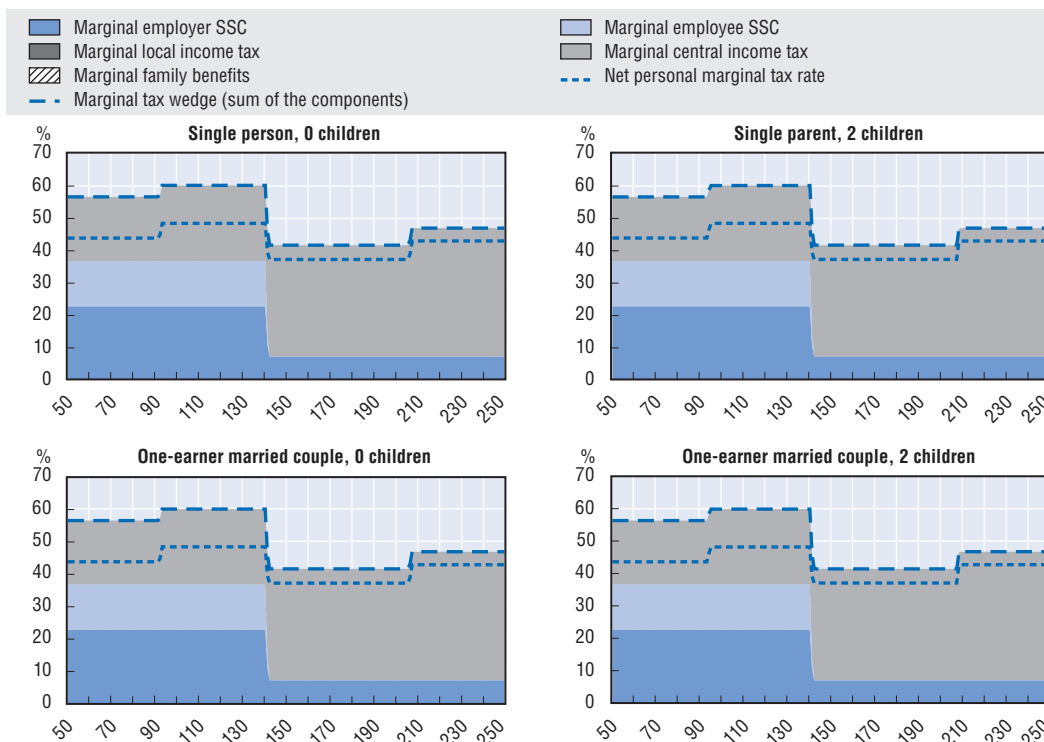 Marginal employer SSC
Marginal employee SSC
Marginal local income tax
Marginal central income tax
Marginal family benefits
Net personal marginal tax rate
Marginal tax wedge (sum of the components)
% Single person, 0 children
70
60
50
40
30
20
10
0
50 70 90 110 130 150 170 190 210 230 250
% Single parent, 2 children
70
60
50
40
30
20
10
0
50 70 90 110 130 150 170 190 210 230 250
% One-earner married couple, 0 children
70
60
50
40
30
20
10
0
50 70 90 110 130 150 170 190 210 230 250
% One-earner married couple, 2 children
70
60
50
40
30
20
10
0
50 70 90 110 130 150 170 190 210 230 250